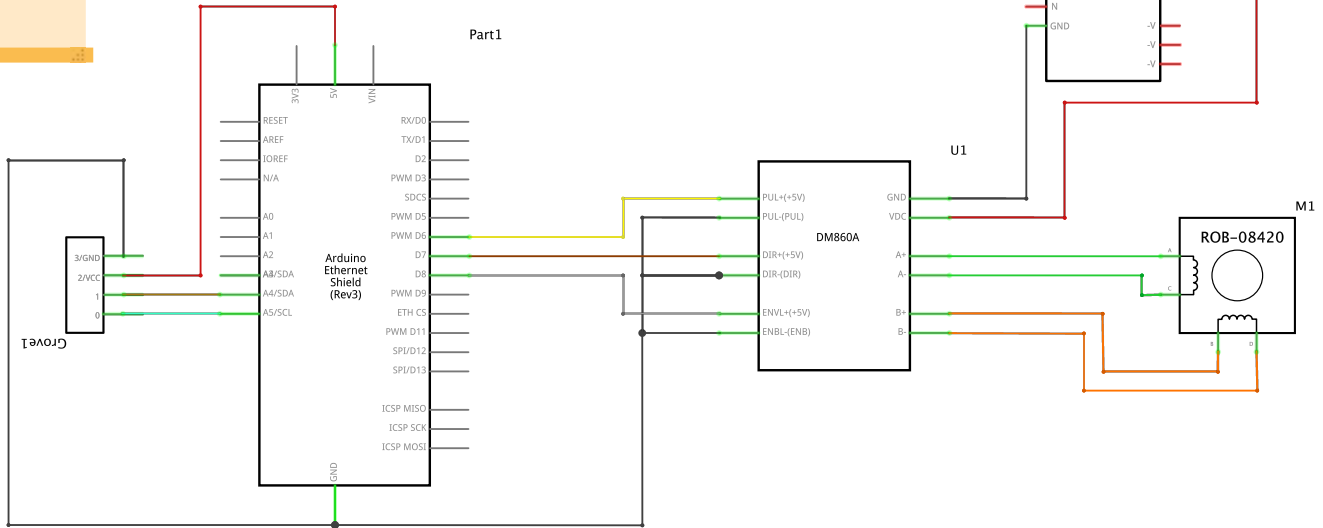 N
GND
-V
-V
-V
Part1
3V3
5V
VIN
RESET
AREF
IOREF
N/A
A0
A1
A2
A3/SDA
A4/SDA
A5/SCL
RX/D0
TX/D1
D2
PWM D3
SDCS
PWM D5
PWM D6
D7
D8
PWM D9
ETH CS
PWM D11
SPI/D12
SPI/D13
ICSP MISO
ICSP SCK
ICSP MOSI
GND
Arduino
Ethernet
Shield
(Rev3)
3/GND
2/VCC
1
0
Grove1
U1
PUL+(+5V)
PUL-(PUL)
DIR+(+5V)
DIR-(DIR)
ENVL+(+5V)
ENBL-(ENB)
DM860A
GND
VDC
A+
A-
B+
B-
M1
ROB-08420
A
C
B
D